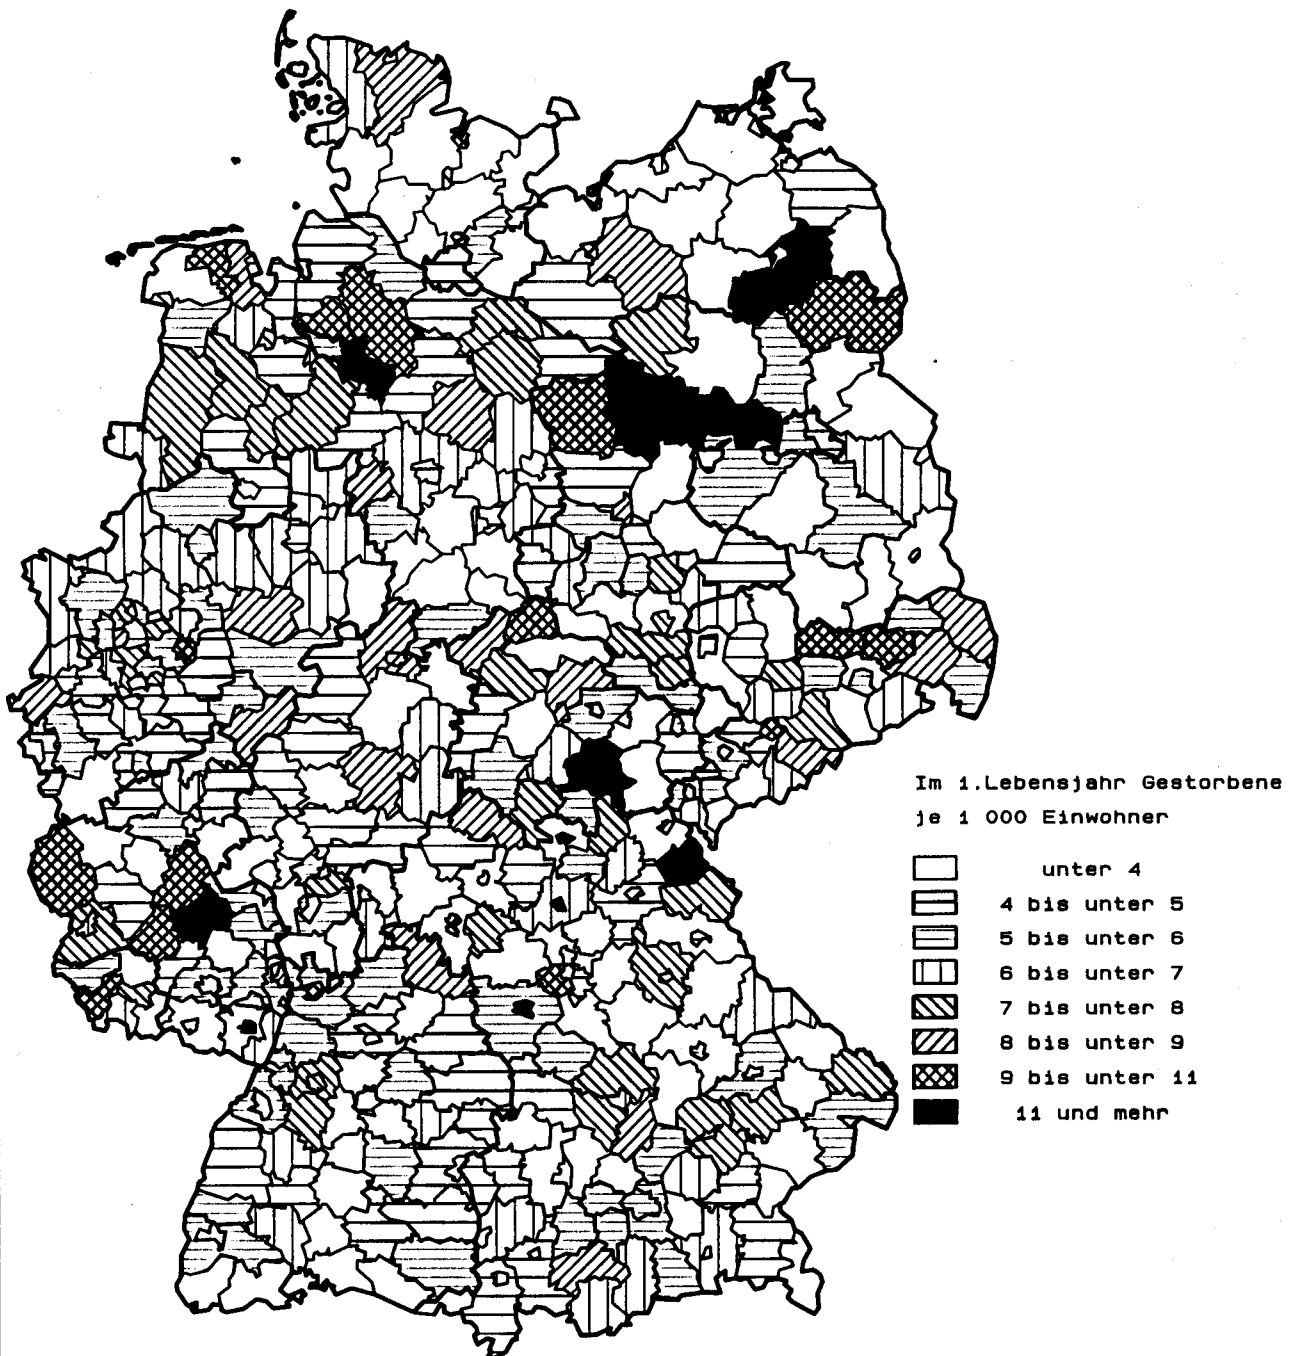 Im 1.Lebensjahr Gestorbene
je 1 000 Einwohner
unter 4
4 bis unter 5
5 bis unter 6
6 bis unter 7
7 bis unter 8
8 bis unter 9
9 bis unter 11
11 und mehr